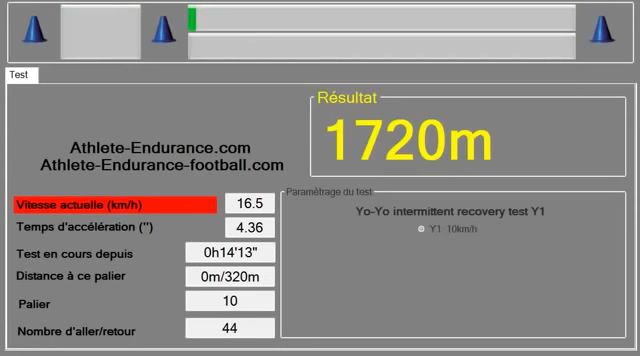 Test
Résultat
1720m
Athlete-Endurance.com
Athlete-Endurance-football.com
Paramètrage du test
Vitesse actuelle (km/h) 16.5
Yo-Yo intermittent recovery test Y1
Temps d'accélération ('') 4.36
Y1 10km/h
Test en cours depuis 0h14'13"
Distance à ce palier 0m/320m
Palier 10
Nombre d'aller/retour 44